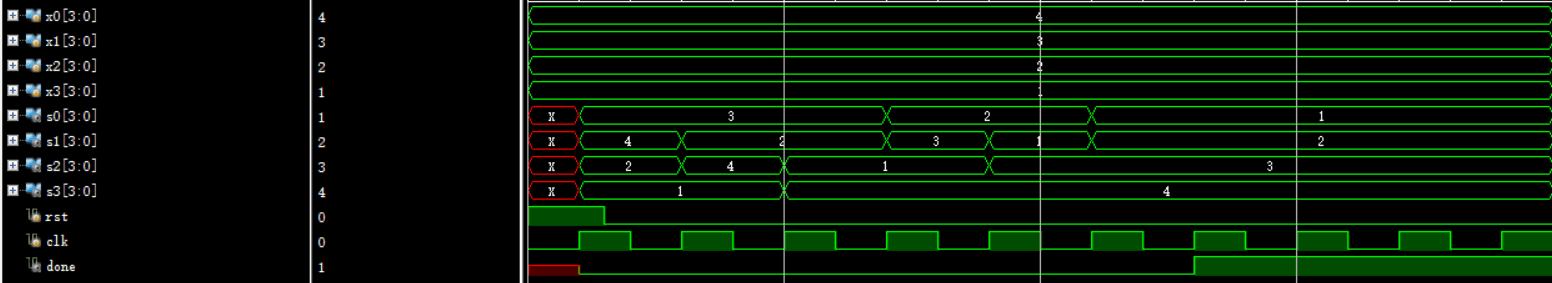 x0[3:0] 4 4
x1[3:0] 3 3
x2[3:0] 2 2
x3[3:0] 1 1
s0[3:0] 1 X 3 2 1
s1[3:0] 2 X 4 2 3 1 2
s2[3:0] 3 X 2 4 1 3
s3[3:0] 4 X 1 4
rst 0
clk 0
done 1